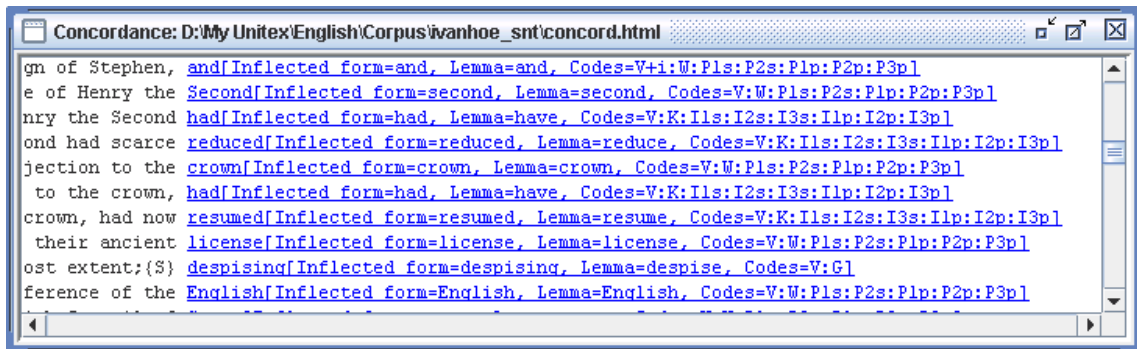 Concordance: D:\My Unitex\English\Corpus\ivanhoe_snt\concord.html
gn of Stephen, and[Inflected form=and, Lemma=and, Codes=V+i:W:P1s:P2s:P1p:P2p:P3p]
e of Henry the Second[Inflected form=second, Lemma=second, Codes=V:W:P1s:P2s:P1p:P2p:P3p]
nry the Second had[Inflected form=had, Lemma=have, Codes=V:K:I1s:I2s:I3s:I1p:I2p:I3p]
ond had scarce reduced[Inflected form=reduced, Lemma=reduce, Codes=V:K:I1s:I2s:I3s:I1p:I2p:I3p]
jection to the crown[Inflected form=crown, Lemma=crown, Codes=V:W:P1s:P2s:P1p:P2p:P3p]
to the crown, had[Inflected form=had, Lemma=have, Codes=V:K:I1s:I2s:I3s:I1p:I2p:I3p]
crown, had now resumed[Inflected form=resumed, Lemma=resume, Codes=V:K:I1s:I2s:I3s:I1p:I2p:I3p]
their ancient license[Inflected form=license, Lemma=license, Codes=V:W:P1s:P2s:P1p:P2p:P3p]
ost extent;{S} despising[Inflected form=despising, Lemma=despise, Codes=V:G]
ference of the English[Inflected form=English, Lemma=English, Codes=V:W:P1s:P2s:P1p:P2p:P3p]